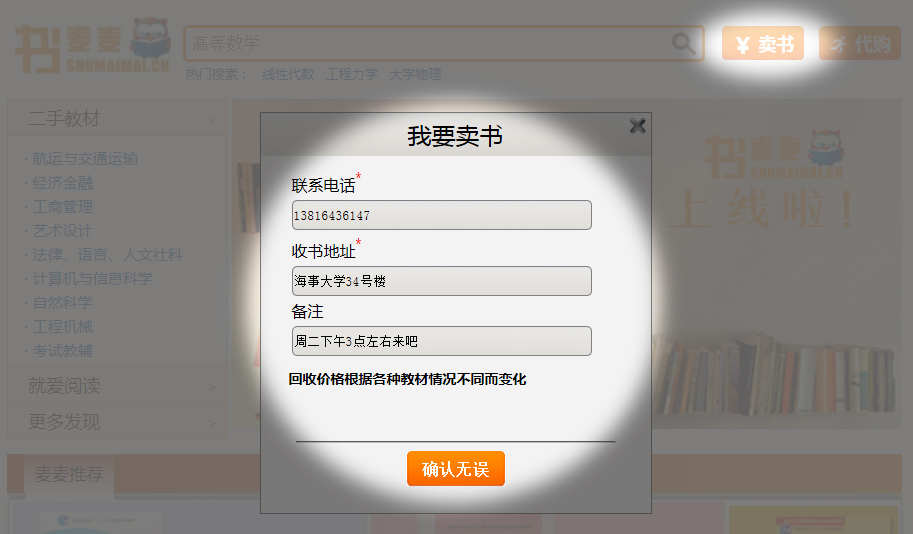 书麦麦
SHUMAIMAI.CN
高等数学
¥ 卖书
代购
热门搜索： 线性代数 工程力学 大学物理
二手教材
· 航运与交通运输
· 经济金融
· 工商管理
· 艺术设计
· 法律、语言、人文社科
· 计算机与信息科学
· 自然科学
· 工程机械
· 考试教辅
就爱阅读 >
更多发现 >
我要卖书
联系电话*
13816436147
收书地址*
海事大学34号楼
备注
周二下午3点左右来吧
回收价格根据各种教材情况不同而变化
确认无误
书麦麦
SHUMAIMAI.CN
上线啦！
麦麦推荐